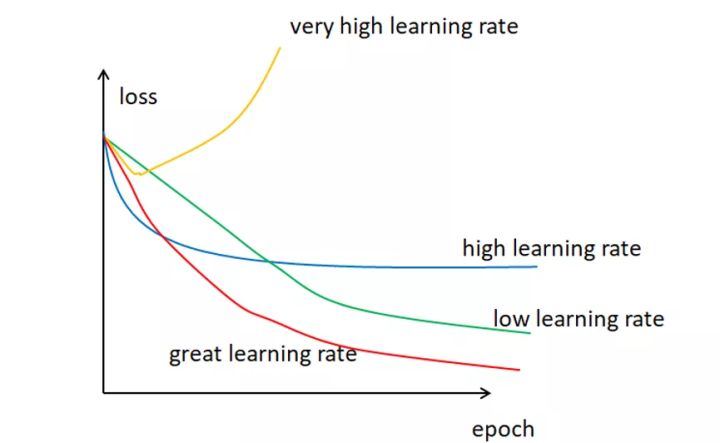 very high learning rate
loss
high learning rate
low learning rate
great learning rate
epoch